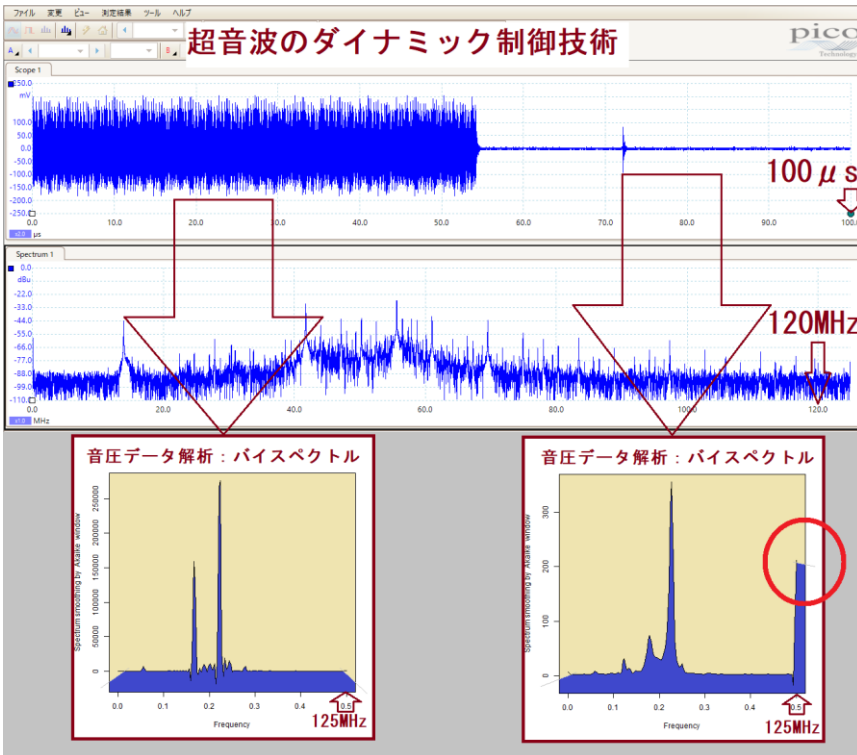 ファイル 変更 ビュー 測定結果 ツール ヘルプ
超音波のダイナミック制御技術
pico
Technology
A
B
Scope 1
250.0
mV
100.0
50.0
0.0
-50.0
-100.0
-150.0
-200.0
-250.0
0.0 10.0 20.0 30.0 40.0 50.0 60.0 70.0 80.0 90.0 100.0
x2.0 µs
100μs
Spectrum 1
0.0
dBu
-22.0
-33.0
-44.0
-55.0
-66.0
-77.0
-88.0
-99.0
-110.0
0.0 20.0 40.0 60.0 80.0 100.0 120.0
x1.0 MHz
120MHz
音圧データ解析:バイスペクトル
Spectrum smoothing by Akaike window
0 50000 100000 150000 200000 250000
0.0 0.1 0.2 0.3 0.4 0.5
Frequency
125MHz
音圧データ解析:バイスペクトル
Spectrum smoothing by Akaike window
0 100 200 300
0.0 0.1 0.2 0.3 0.4 0.5
Frequency
125MHz